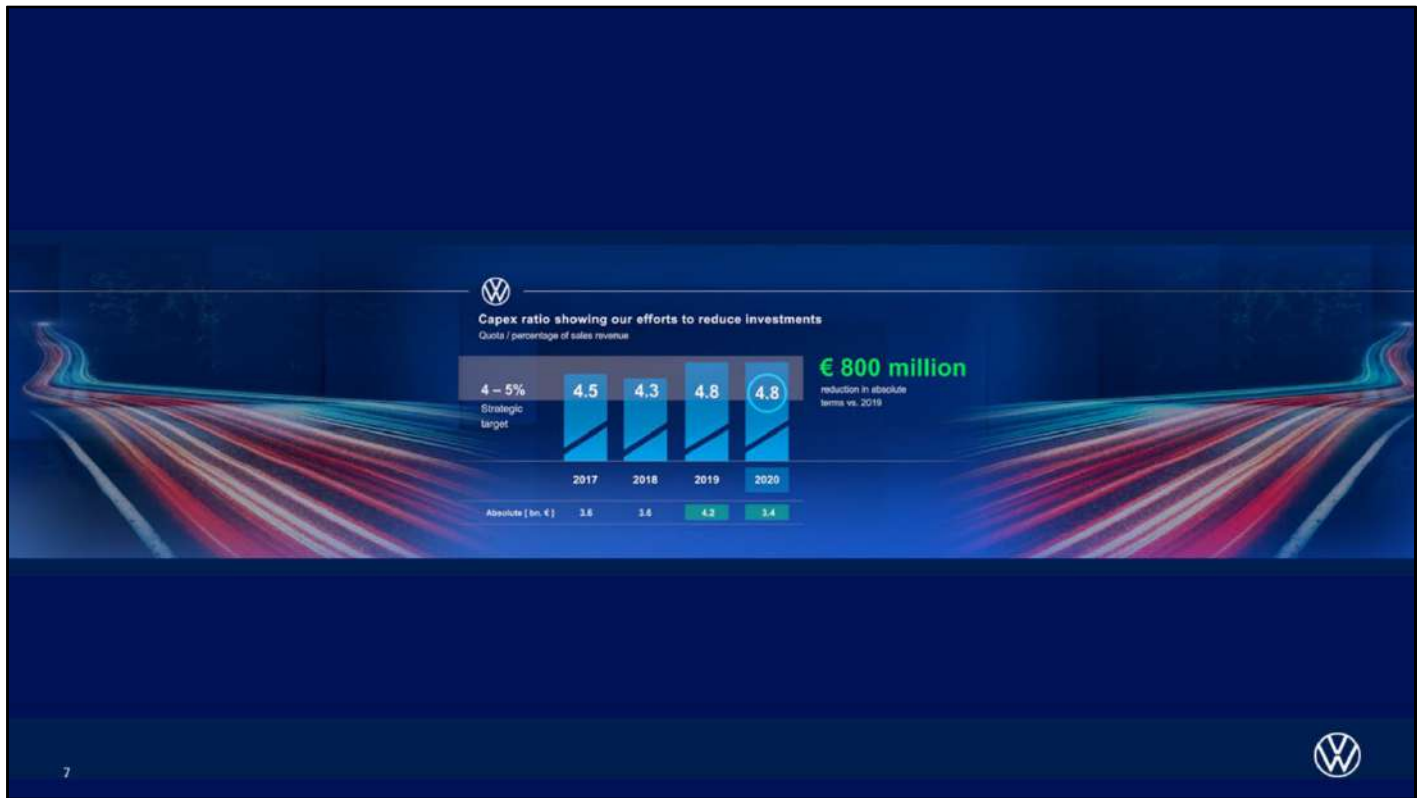 Capex ratio showing our efforts to reduce investments
Quota / percentage of sales revenue
4 – 5%
Strategic
target
4.5 4.3 4.8 4.8
€ 800 million
reduction in absolute
terms vs. 2019
2017 2018 2019 2020
Absolute [ bn. € ] 3.6 3.6 4.2 3.4
7